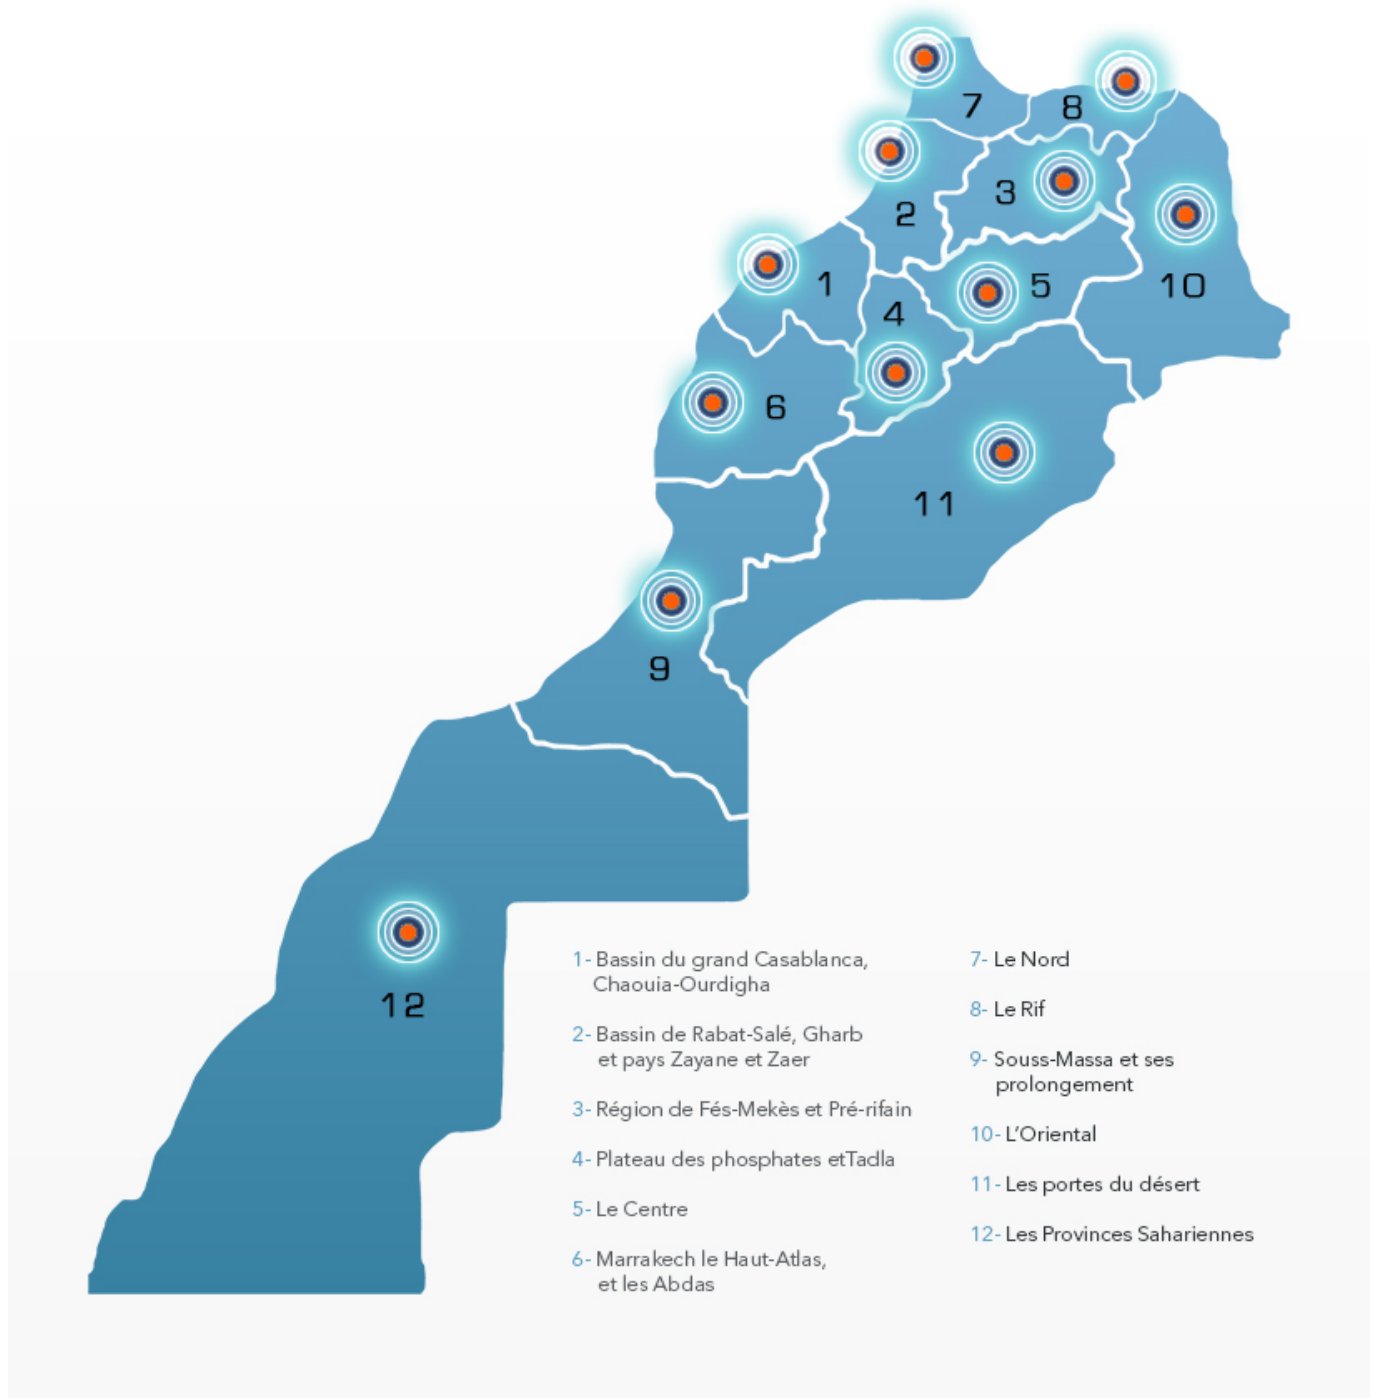 7
8
3
2
1
5
10
4
6
11
9
12
1- Bassin du grand Casablanca,
Chaouia-Ourdigha
2- Bassin de Rabat-Salé, Gharb
et pays Zayane et Zaer
3- Région de Fés-Mekès et Pré-rifain
4- Plateau des phosphates etTadla
5- Le Centre
6- Marrakech le Haut-Atlas,
et les Abdas
7- Le Nord
8- Le Rif
9- Souss-Massa et ses
prolongement
10- L’Oriental
11- Les portes du désert
12- Les Provinces Sahariennes